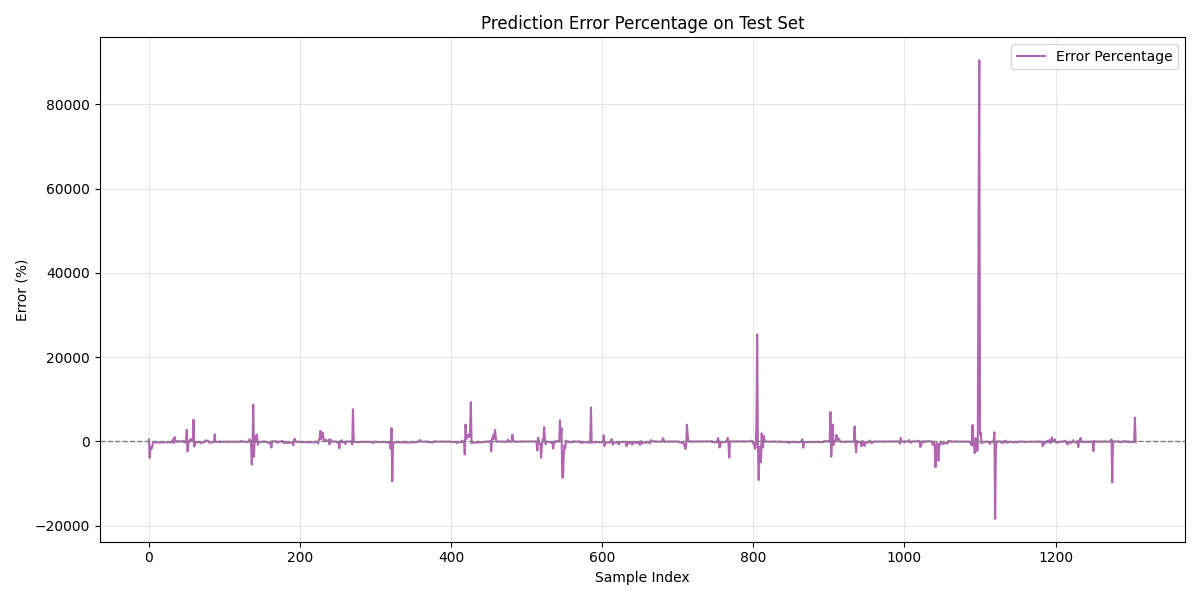 Prediction Error Percentage on Test Set
Error Percentage
Error (%)
80000
60000
40000
20000
0
−20000
0 200 400 600 800 1000 1200
Sample Index